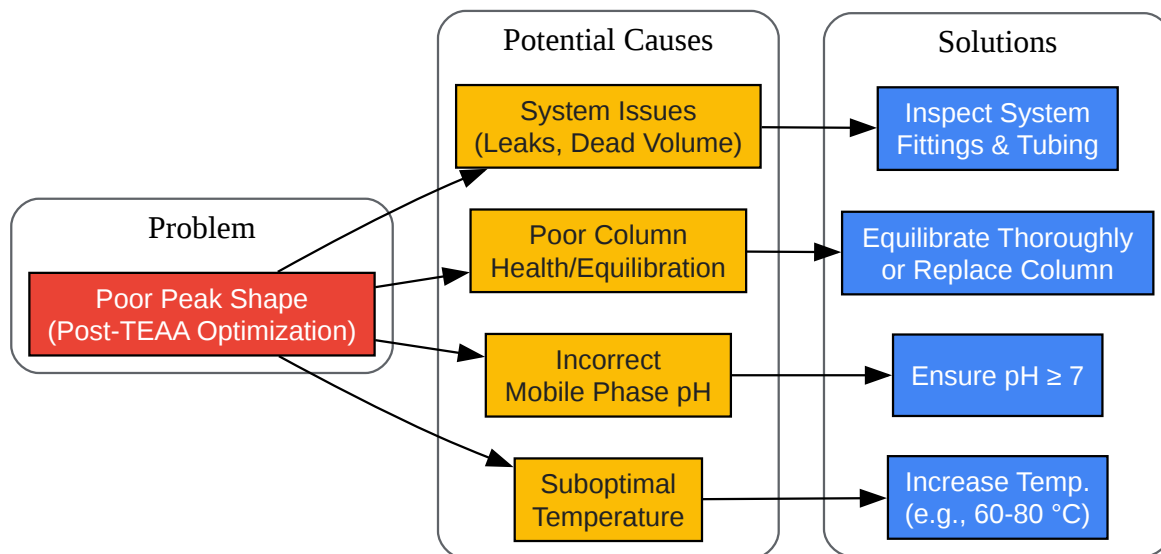 Potential Causes
Solutions
System Issues
(Leaks, Dead Volume)
Inspect System
Fittings & Tubing
Problem
Poor Column
Health/Equilibration
Equilibrate Thoroughly
or Replace Column
Poor Peak Shape
(Post-TEAA Optimization)
Incorrect
Mobile Phase pH
Ensure pH ≥ 7
Suboptimal
Temperature
Increase Temp.
(e.g., 60-80 °C)